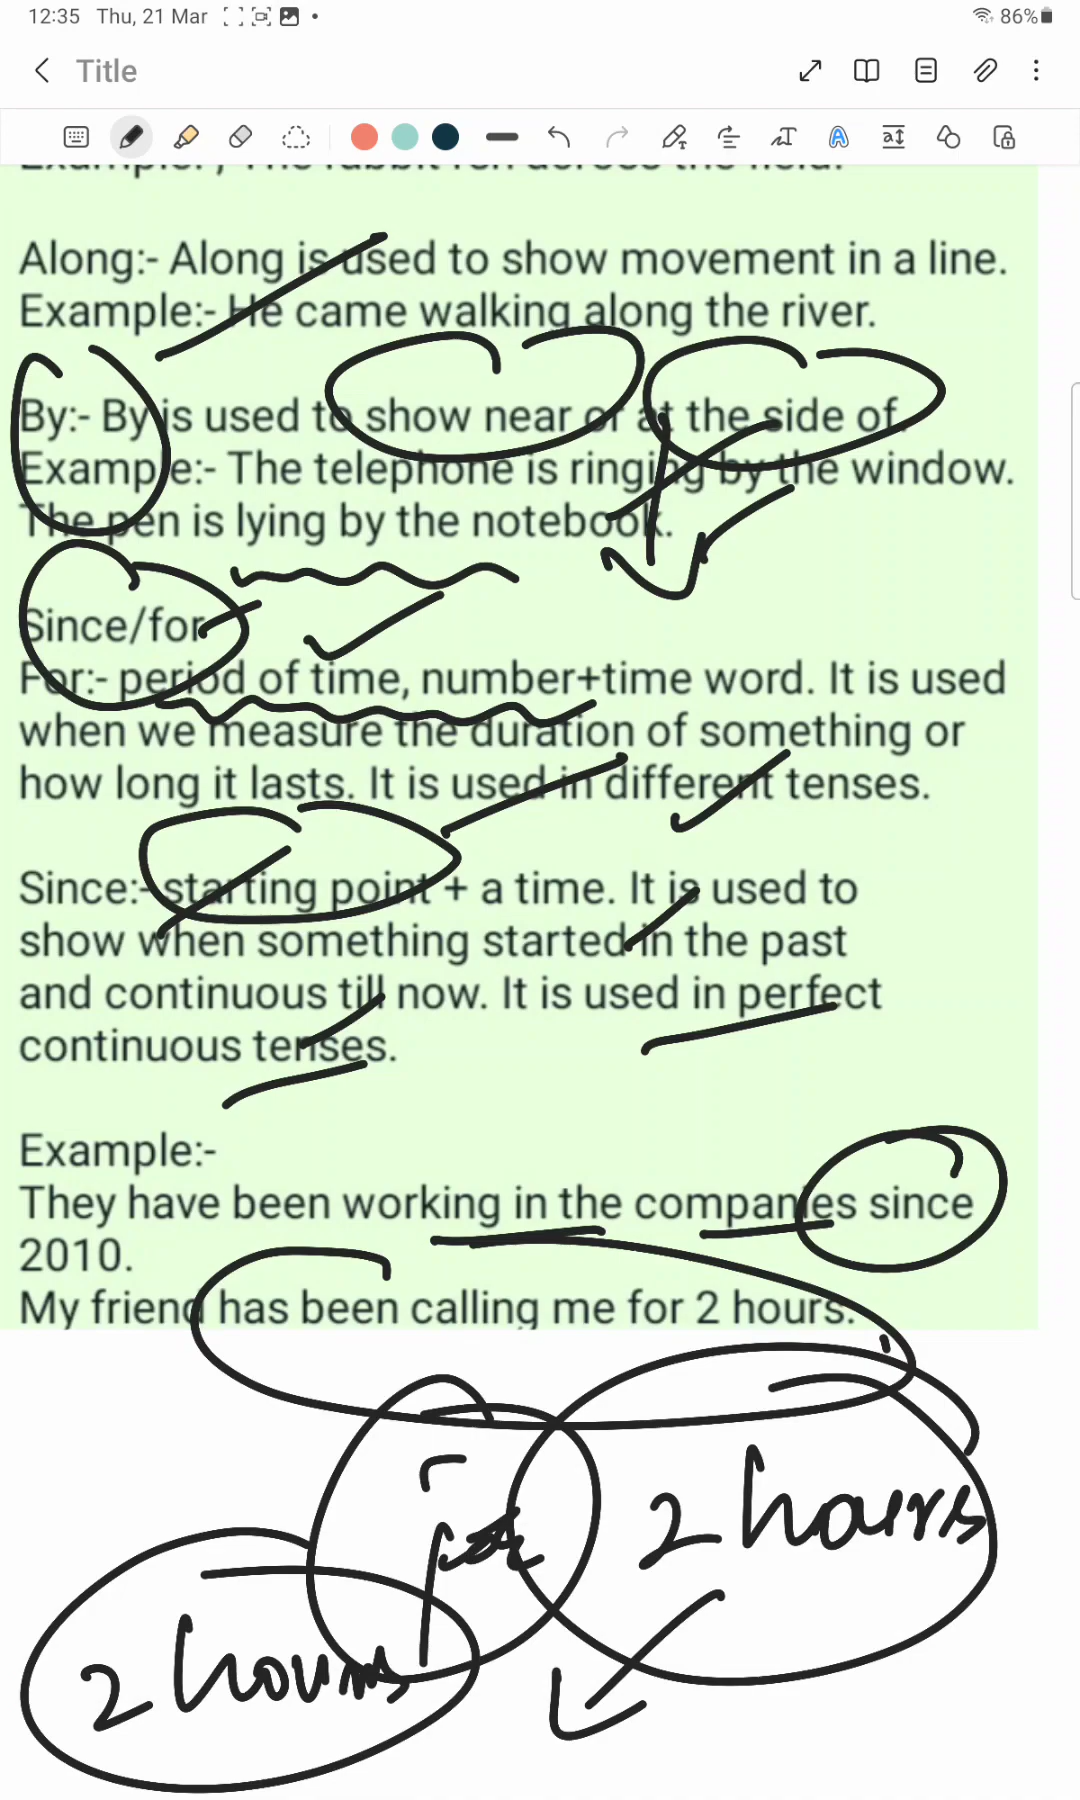 12:35 Thu, 21 Mar 86%
Title
Along:- Along is used to show movement in a line.
Example:- He came walking along the river.
By:- By is used to show near or at the side of.
Example:- The telephone is ringing by the window.
The pen is lying by the notebook.
Since/for
For:- period of time, number+time word. It is used
when we measure the duration of something or
how long it lasts. It is used in different tenses.
Since:- starting point + a time. It is used to
show when something started in the past
and continuous till now. It is used in perfect
continuous tenses.
Example:-
They have been working in the companies since
2010.
My friend has been calling me for 2 hours.
2 hours
2 hours